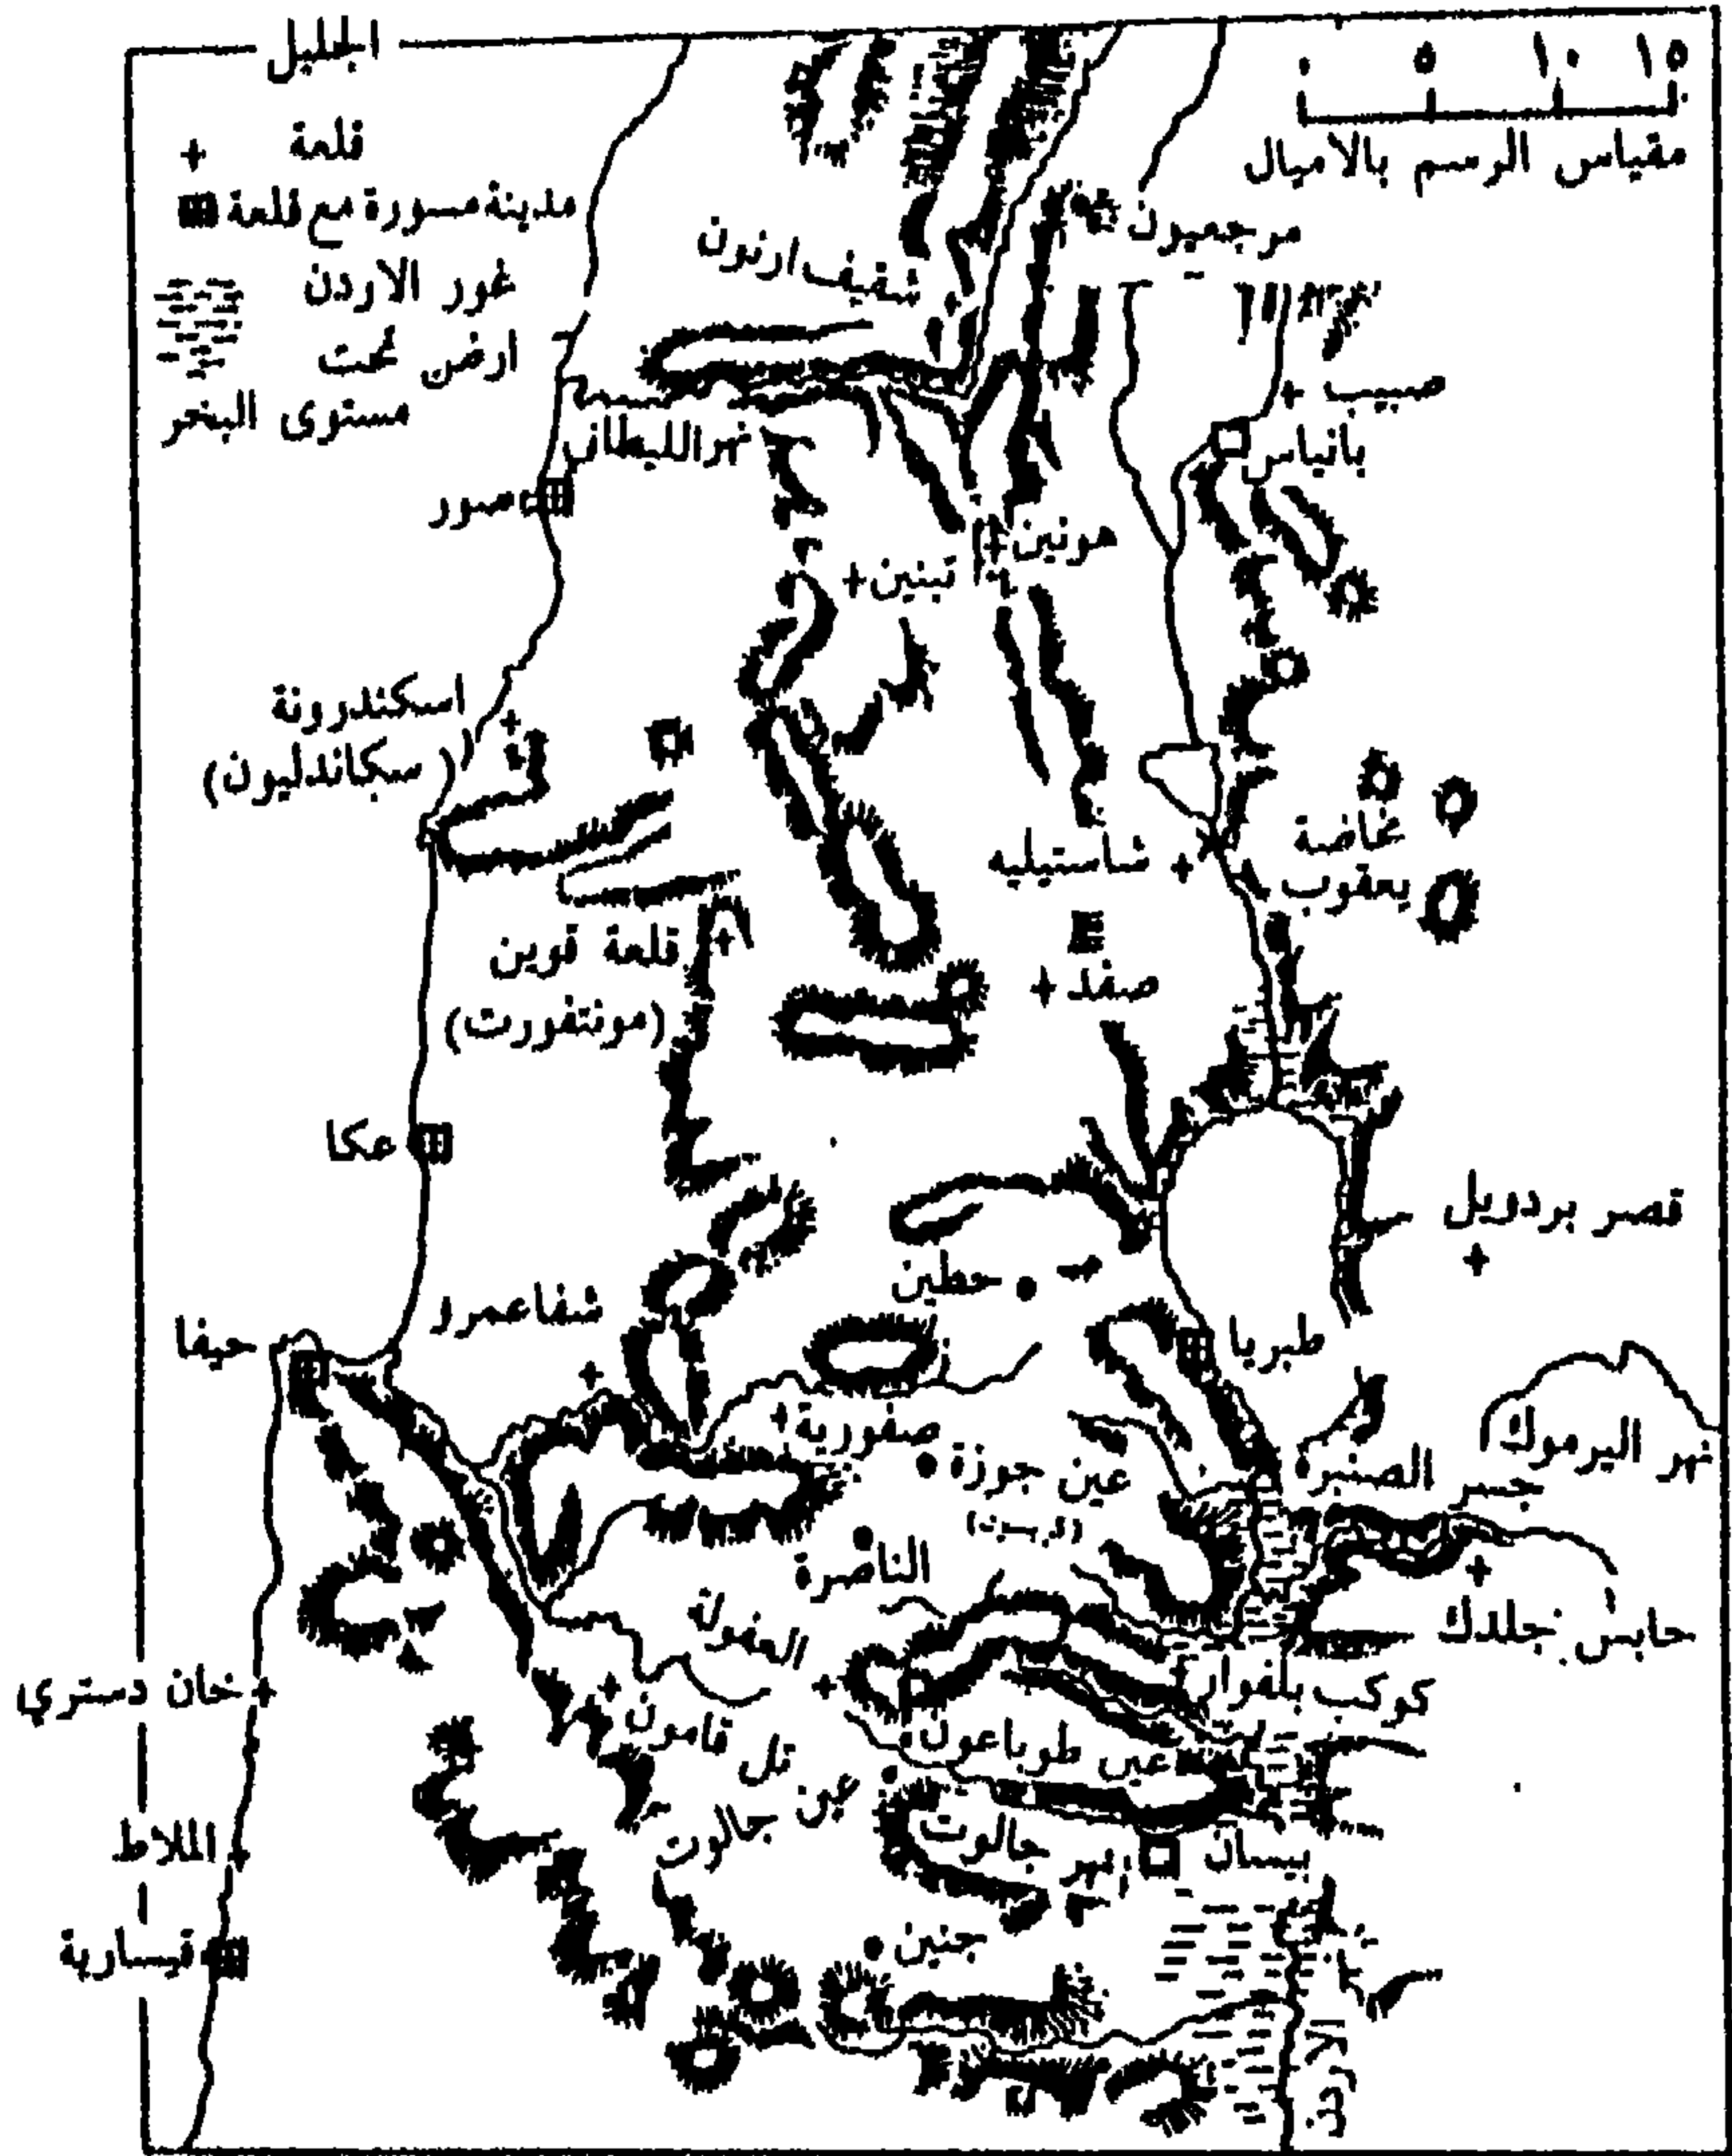 الجليل
٠ ٥ ١٠ ١٥
مقياس الرسم بالاميال
قلعة
مدينة مسورة مع قلعة
غور الاردن
ارض تحت
مستوى البحر
مرجعيون
شقيف ارنون
صبيب
بانياس
نهر الليطاني
صور
هونين
تبنين
اسكندرونة
(سكاندليون)
مخاضة
يعقوب
شاستيليه
قلعة قوين
(مونتفورت)
صفد
عكا
قصر بردويل
حطين
شفاعمرو
حيفا
طبريا
صفورية
عين جوزة
نهر اليرموك
جسر الصنبرة
الناصرة
العفولة
حابس جلدك
كوكب بلفوار
خان دستري
تل قامون
عين طوباعون
عين جالوت
نهر جالوت
بيسان
الملاط
جنين
قيسارية